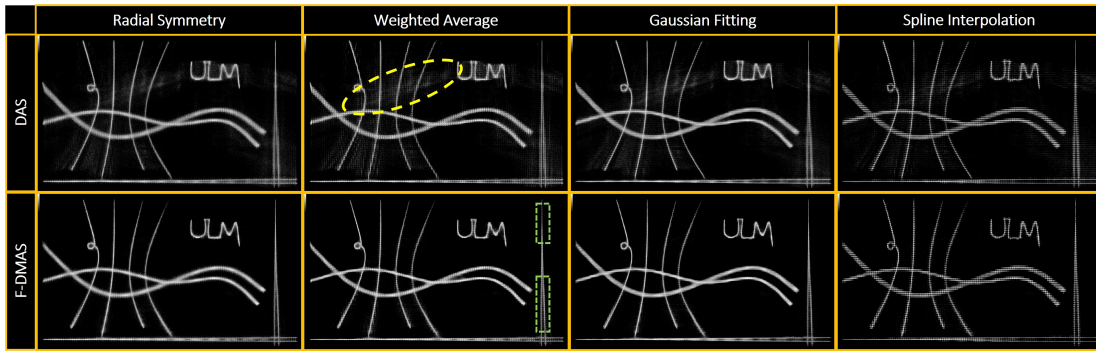 Radial Symmetry Weighted Average Gaussian Fitting Spline Interpolation
DAS
ULM ULM ULM ULM
F-DMAS
ULM ULM ULM ULM